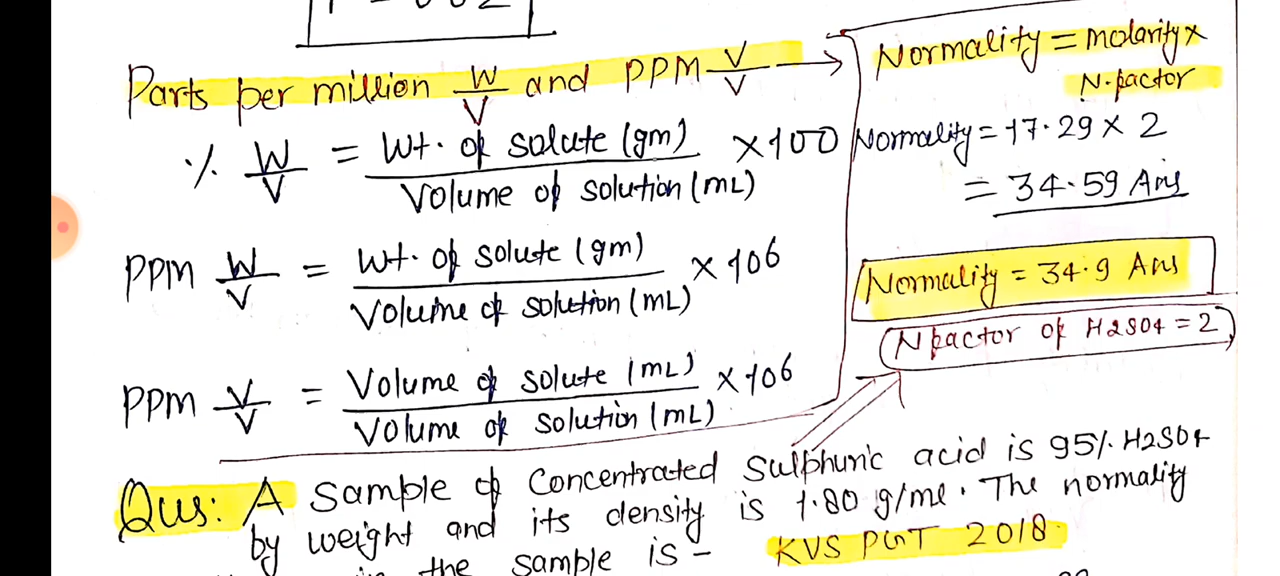 Parts per million W/V and PPM V/V →
% W/V = Wt. of solute (gm) / Volume of solution (mL) × 100
PPM W/V = Wt. of solute (gm) / Volume of solution (mL) × 106
PPM V/V = Volume of solute (mL) / Volume of solution (mL) × 106
Normality = molarity ×
N.factor
Normality = 17.29 × 2
= 34.59 Ans
Normality = 34.9 Ans
(N factor of H2SO4 = 2)
Qus: A Sample of Concentrated Sulphuric acid is 95% H2SO4
by weight and its density is 1.80 g/ml. The normality
the sample is - KVS PGT 2018